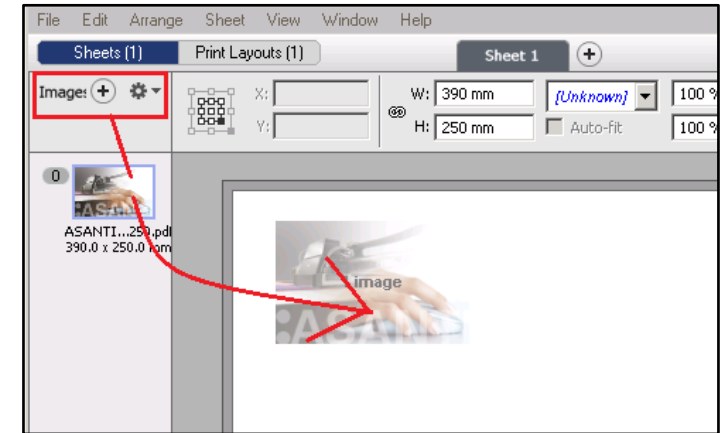 File Edit Arrange Sheet View Window Help
Sheets (1) Print Layouts (1) Sheet 1
Image: X: W: 390 mm [Unknown] 100 %
Y: H: 250 mm Auto-fit 100 %
0
ASANTI...250.pdf
390.0 x 250.0 mm
image
:ASANTI